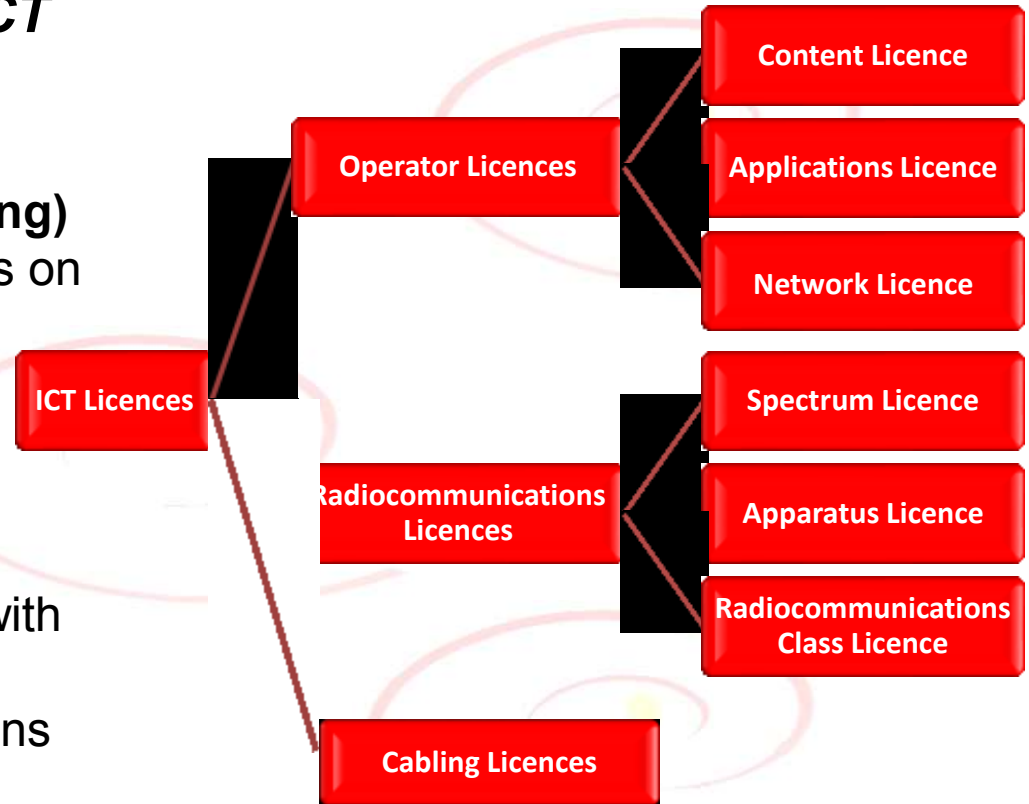 CT
ng)
s on
with
ns
ICT Licences
Operator Licences
Content Licence
Applications Licence
Network Licence
Radiocommunications
Licences
Spectrum Licence
Apparatus Licence
Radiocommunications
Class Licence
Cabling Licences